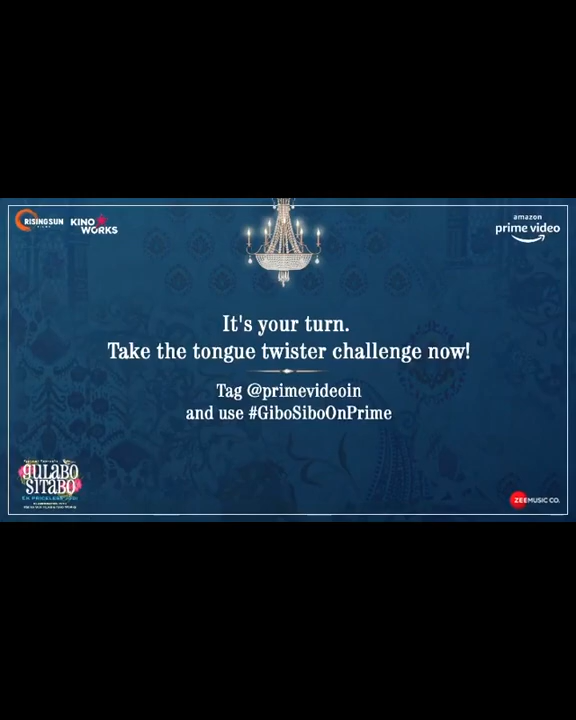 RISINGSUN
FILMS
KINO
WORKS
amazon
prime video
It's your turn.
Take the tongue twister challenge now!
Tag @primevideoin
and use #GiboSiboOnPrime
GULABO
SITABO
ZEE MUSIC CO.